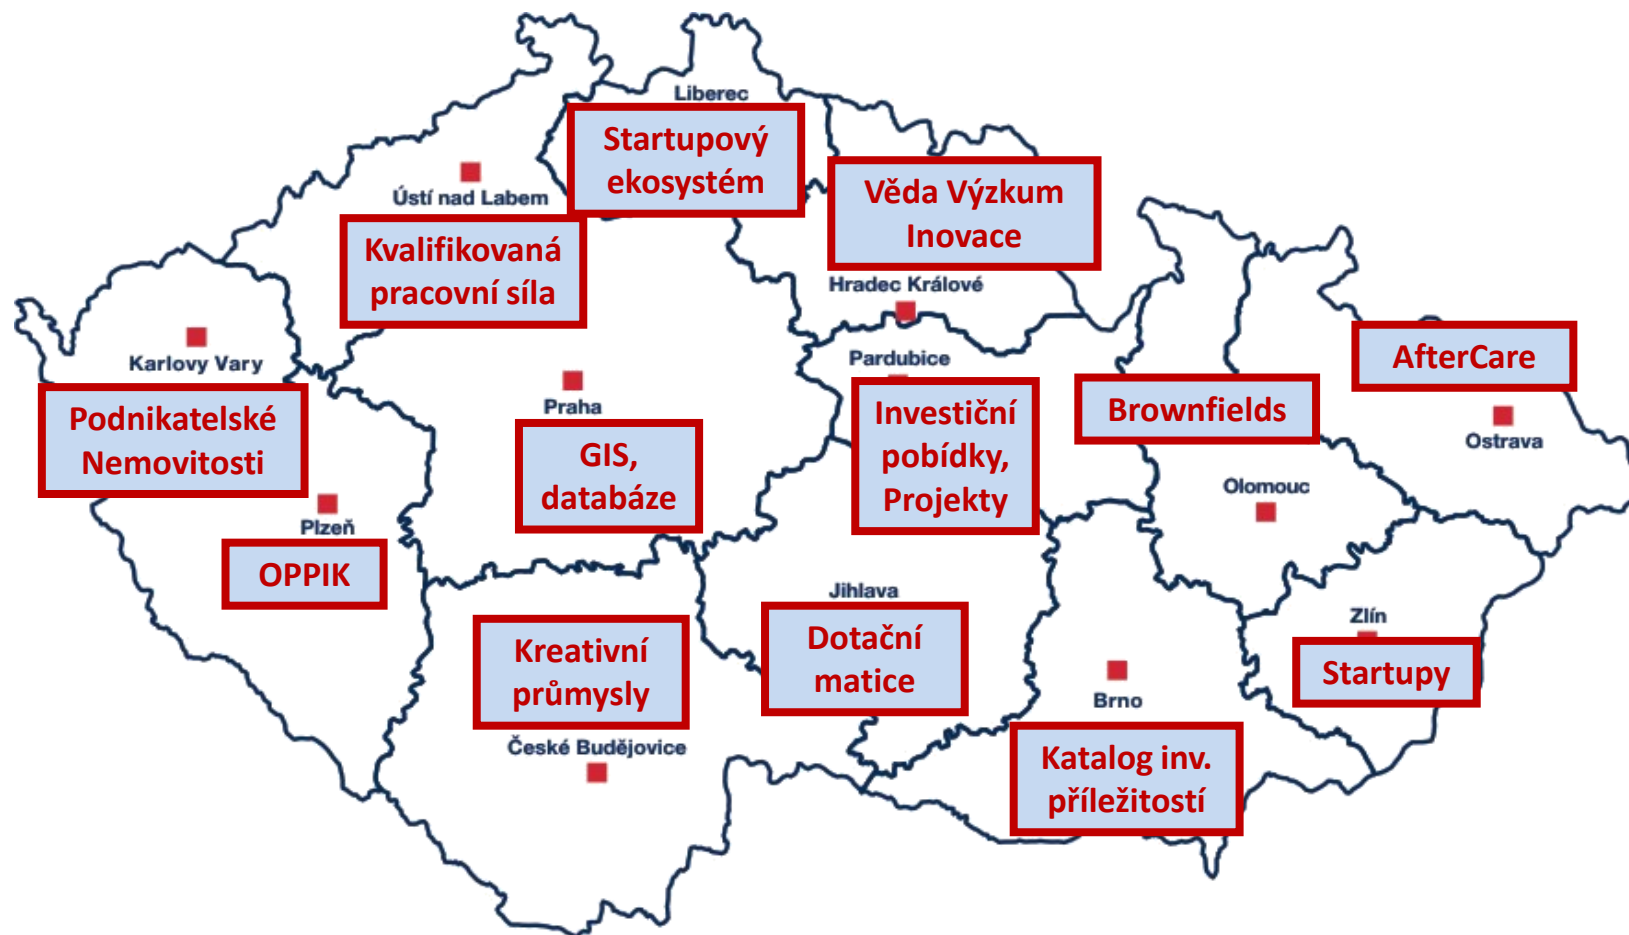 Liberec
Startupový
ekosystém
Ústí nad Labem
Věda Výzkum
Inovace
Kvalifikovaná
pracovní síla
Hradec Králové
Karlovy Vary
Pardubice
AfterCare
Praha
Podnikatelské
Nemovitosti
Investiční
pobídky,
Projekty
Brownfields
Ostrava
GIS,
databáze
Olomouc
Plzeň
OPPIK
Jihlava
Dotační
matice
Zlín
Startupy
Kreativní
průmysly
Brno
České Budějovice
Katalog inv.
příležitostí